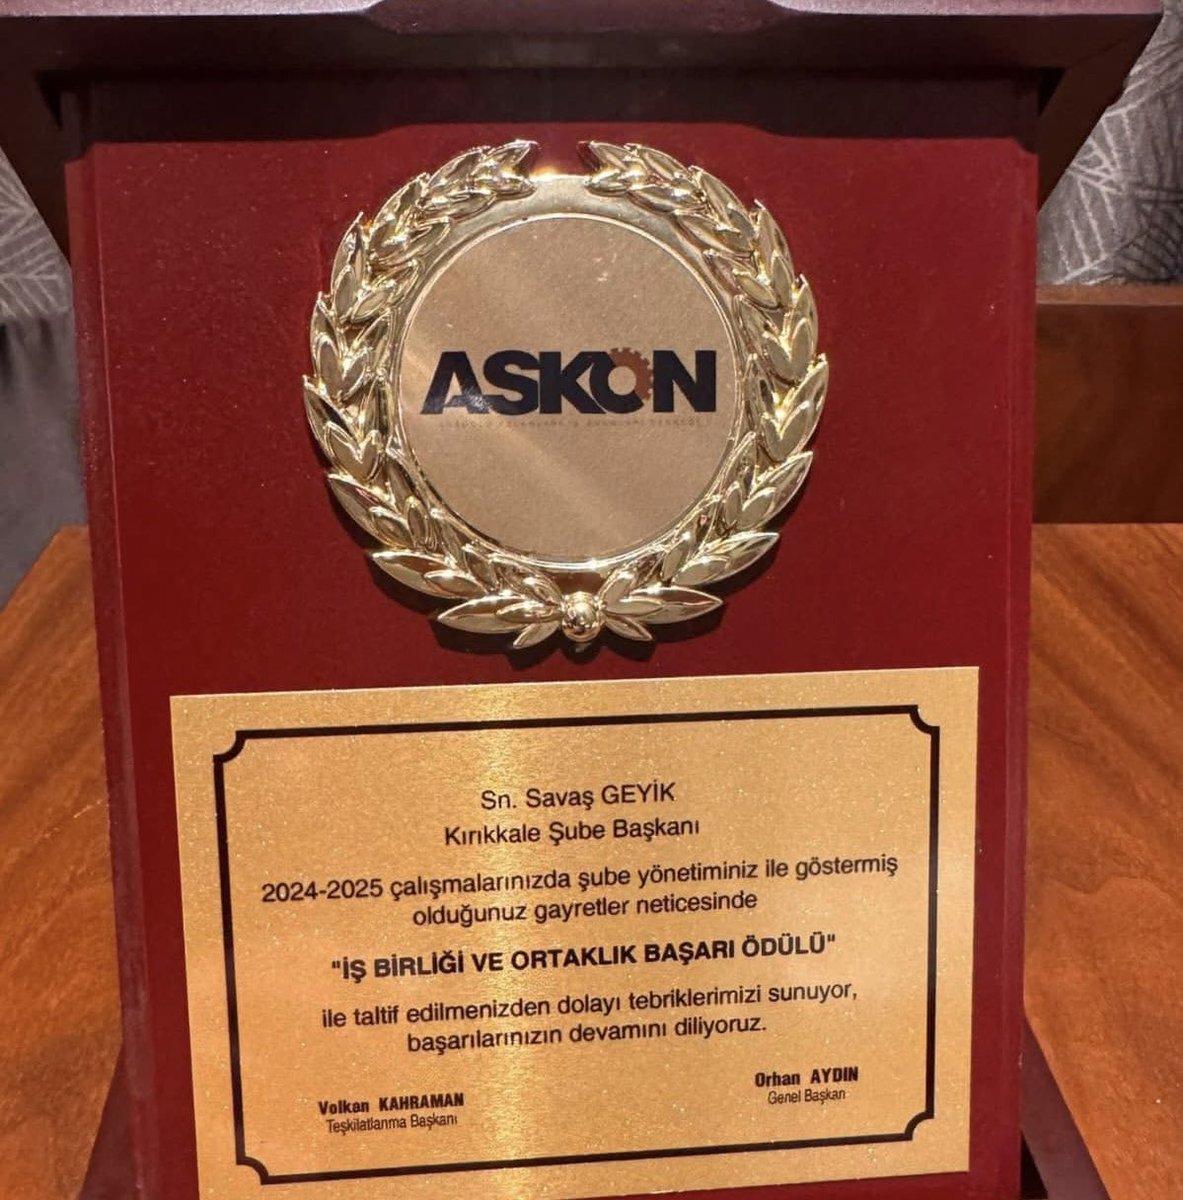 ASKON
Sn. Savaş GEYİK
Kırıkkale Şube Başkanı
2024-2025 çalışmalarınızda şube yönetiminiz ile göstermiş
olduğunuz gayretler neticesinde
"İŞ BİRLİĞİ VE ORTAKLIK BAŞARI ÖDÜLÜ"
ile taltif edilmenizden dolayı tebriklerimizi sunuyor,
başarılarınızın devamını diliyoruz.
Volkan KAHRAMAN
Teşkilatlanma Başkanı
Orhan AYDIN
Genel Başkan